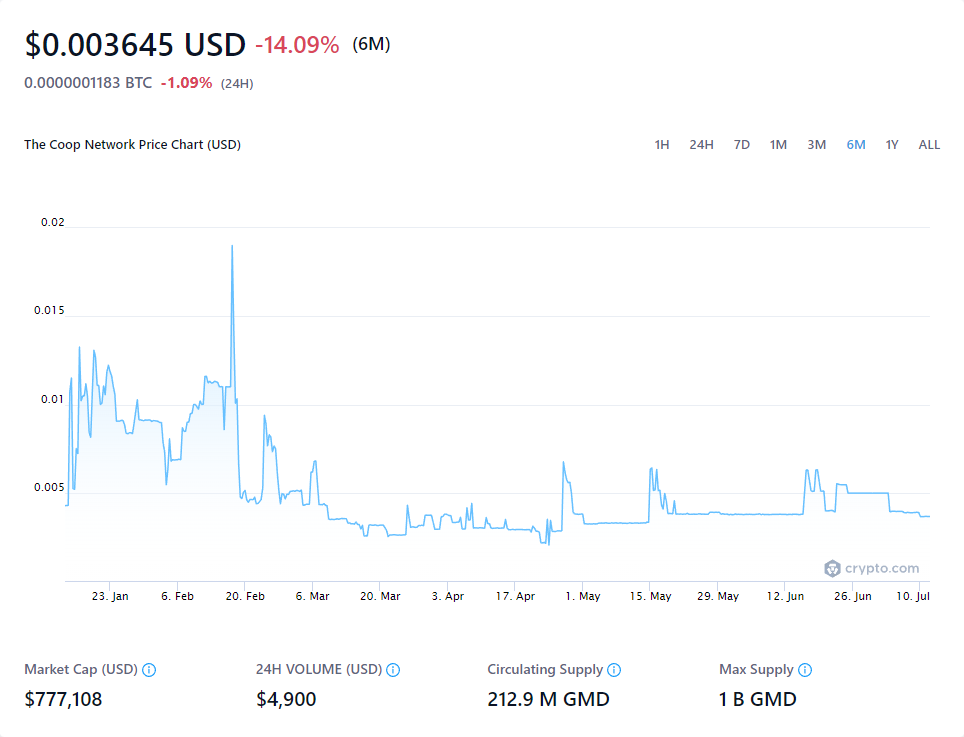 $0.003645 USD -14.09% (6M)
0.0000001183 BTC -1.09% (24H)
The Coop Network Price Chart (USD) 1H 24H 7D 1M 3M 6M 1Y ALL
0.02
0.015
0.01
0.005
crypto.com
23. Jan 6. Feb 20. Feb 6. Mar 20. Mar 3. Apr 17. Apr 1. May 15. May 29. May 12. Jun 26. Jun 10. Jul
Market Cap (USD) 24H VOLUME (USD) Circulating Supply Max Supply
$777,108 $4,900 212.9 M GMD 1 B GMD